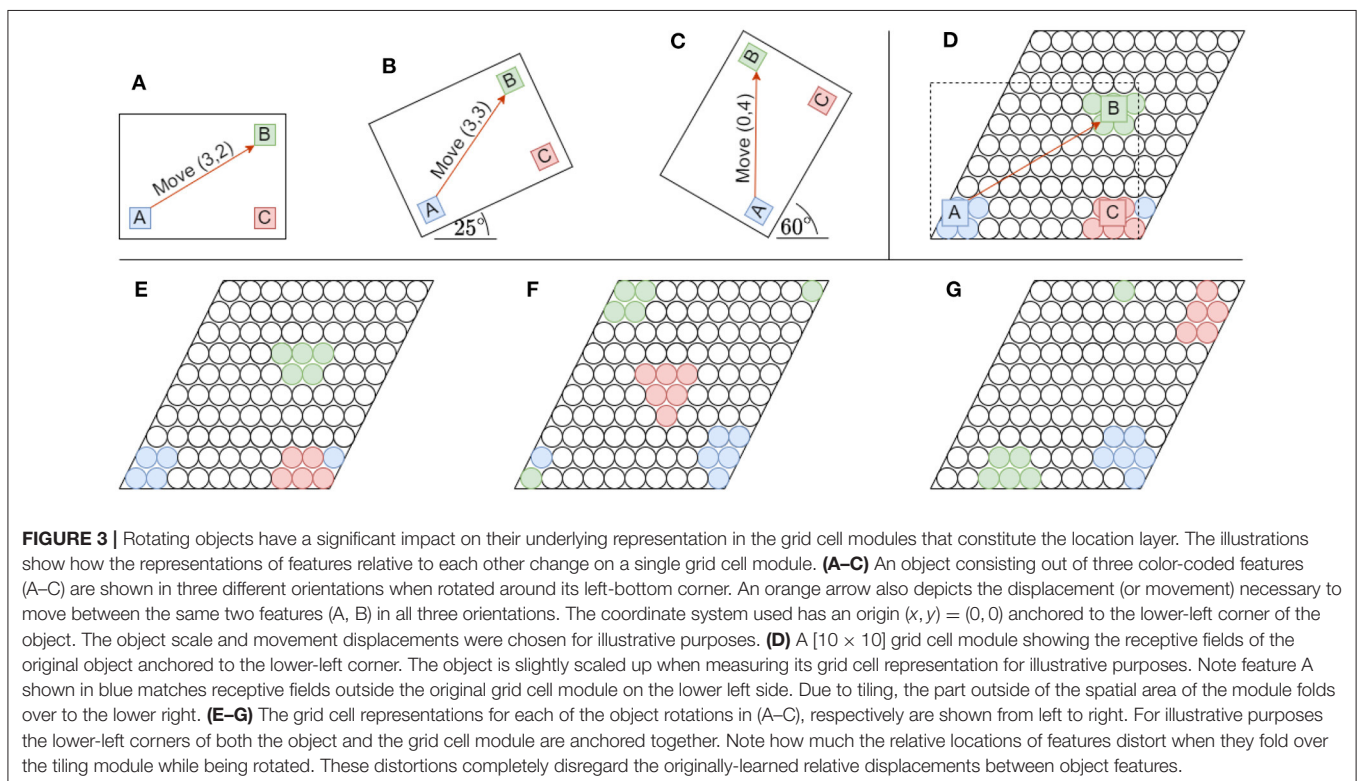 A
B
Move (3,2)
A
C
B
B
Move (3,3)
A
C
25°
C
B
C
Move (0,4)
A
60°
D
B
A
C
E
F
G
FIGURE 3 | Rotating objects have a significant impact on their underlying representation in the grid cell modules that constitute the location layer. The illustrations
show how the representations of features relative to each other change on a single grid cell module. (A–C) An object consisting out of three color-coded features
(A–C) are shown in three different orientations when rotated around its left-bottom corner. An orange arrow also depicts the displacement (or movement) necessary to
move between the same two features (A, B) in all three orientations. The coordinate system used has an origin (x, y) = (0, 0) anchored to the lower-left corner of the
object. The object scale and movement displacements were chosen for illustrative purposes. (D) A [10 × 10] grid cell module showing the receptive fields of the
original object anchored to the lower-left corner. The object is slightly scaled up when measuring its grid cell representation for illustrative purposes. Note feature A
shown in blue matches receptive fields outside the original grid cell module on the lower left side. Due to tiling, the part outside of the spatial area of the module folds
over to the lower right. (E–G) The grid cell representations for each of the object rotations in (A–C), respectively are shown from left to right. For illustrative purposes
the lower-left corners of both the object and the grid cell module are anchored together. Note how much the relative locations of features distort when they fold over
the tiling module while being rotated. These distortions completely disregard the originally-learned relative displacements between object features.